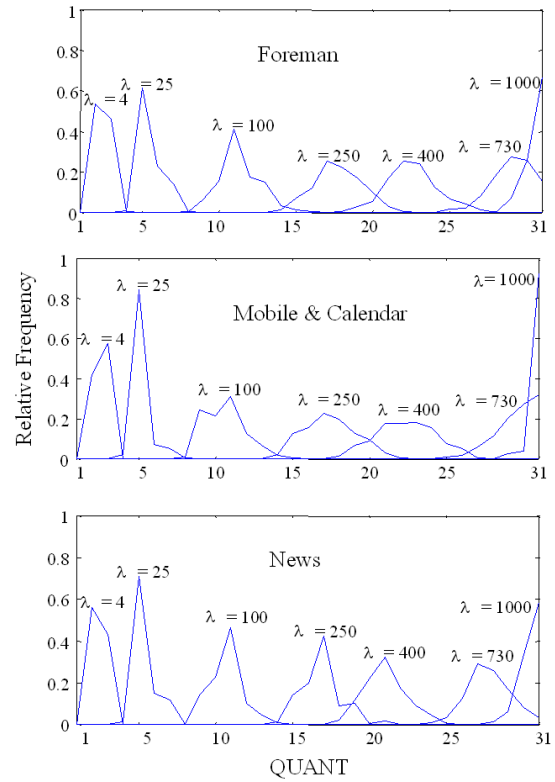 1
Foreman
0.8
λ = 25
λ = 1000
0.6
λ = 4
λ = 100
0.4
λ = 250
λ = 400
λ = 730
0.2
0
1 5 10 15 20 25 31
1
λ = 25
λ= 1000
0.8
Mobile & Calendar
0.6
λ = 4
0.4
λ = 100
λ = 250
λ = 400
λ = 730
0.2
0
1 5 10 15 20 25 31
Relative Frequency
1
News
0.8
λ = 25
0.6
λ = 4
λ = 1000
λ = 100
λ = 250
0.4
λ = 400
λ = 730
0.2
0
1 5 10 15 20 25 31
QUANT